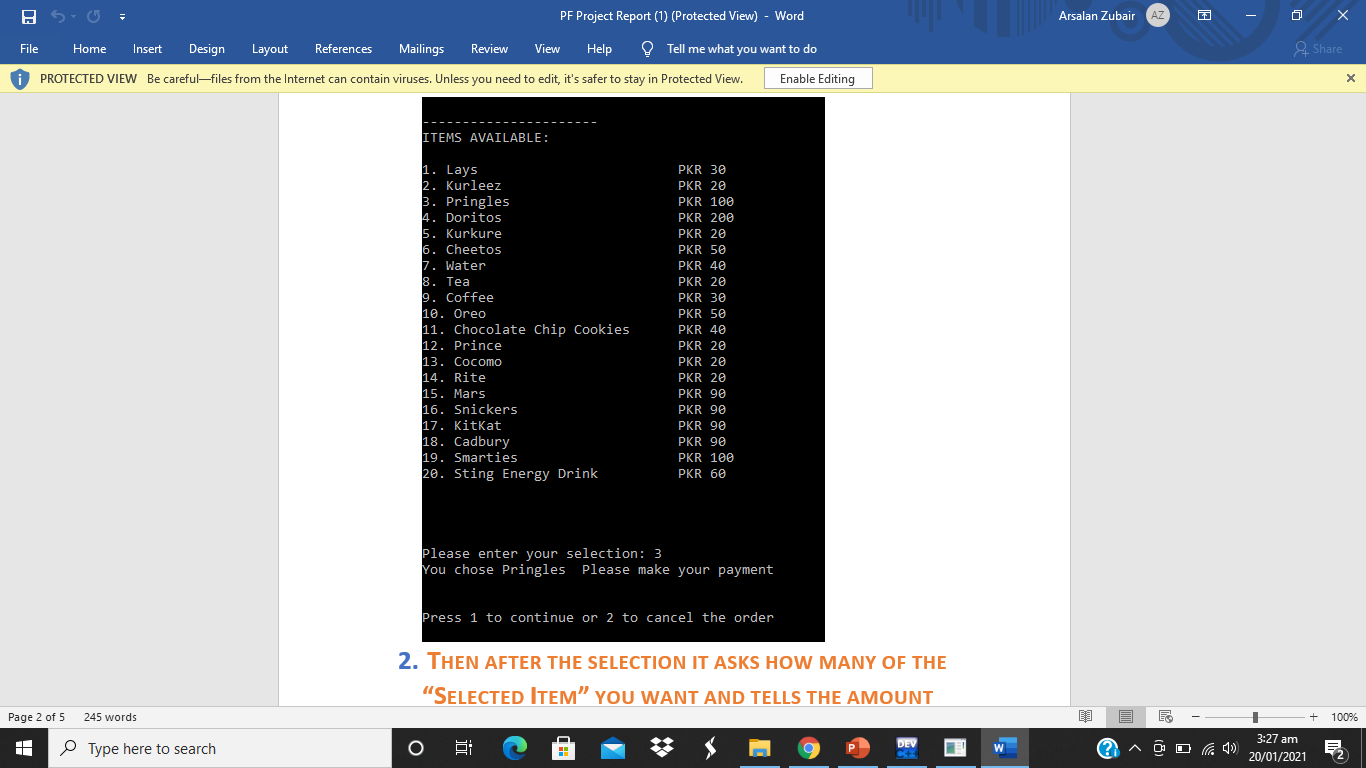 PF Project Report (1) (Protected View) - Word
Arsalan Zubair
AZ
File Home Insert Design Layout References Mailings Review View Help Tell me what you want to do Share
PROTECTED VIEW Be careful—files from the Internet can contain viruses. Unless you need to edit, it's safer to stay in Protected View. Enable Editing
----------------------
ITEMS AVAILABLE:
1. Lays PKR 30
2. Kurleez PKR 20
3. Pringles PKR 100
4. Doritos PKR 200
5. Kurkure PKR 20
6. Cheetos PKR 50
7. Water PKR 40
8. Tea PKR 20
9. Coffee PKR 30
10. Oreo PKR 50
11. Chocolate Chip Cookies PKR 40
12. Prince PKR 20
13. Cocomo PKR 20
14. Rite PKR 20
15. Mars PKR 90
16. Snickers PKR 90
17. KitKat PKR 90
18. Cadbury PKR 90
19. Smarties PKR 100
20. Sting Energy Drink PKR 60
Please enter your selection: 3
You chose Pringles  Please make your payment
Press 1 to continue or 2 to cancel the order
2. THEN AFTER THE SELECTION IT ASKS HOW MANY OF THE
“SELECTED ITEM” YOU WANT AND TELLS THE AMOUNT
Page 2 of 5 245 words 100%
Type here to search
DEV
3:27 am
20/01/2021
2